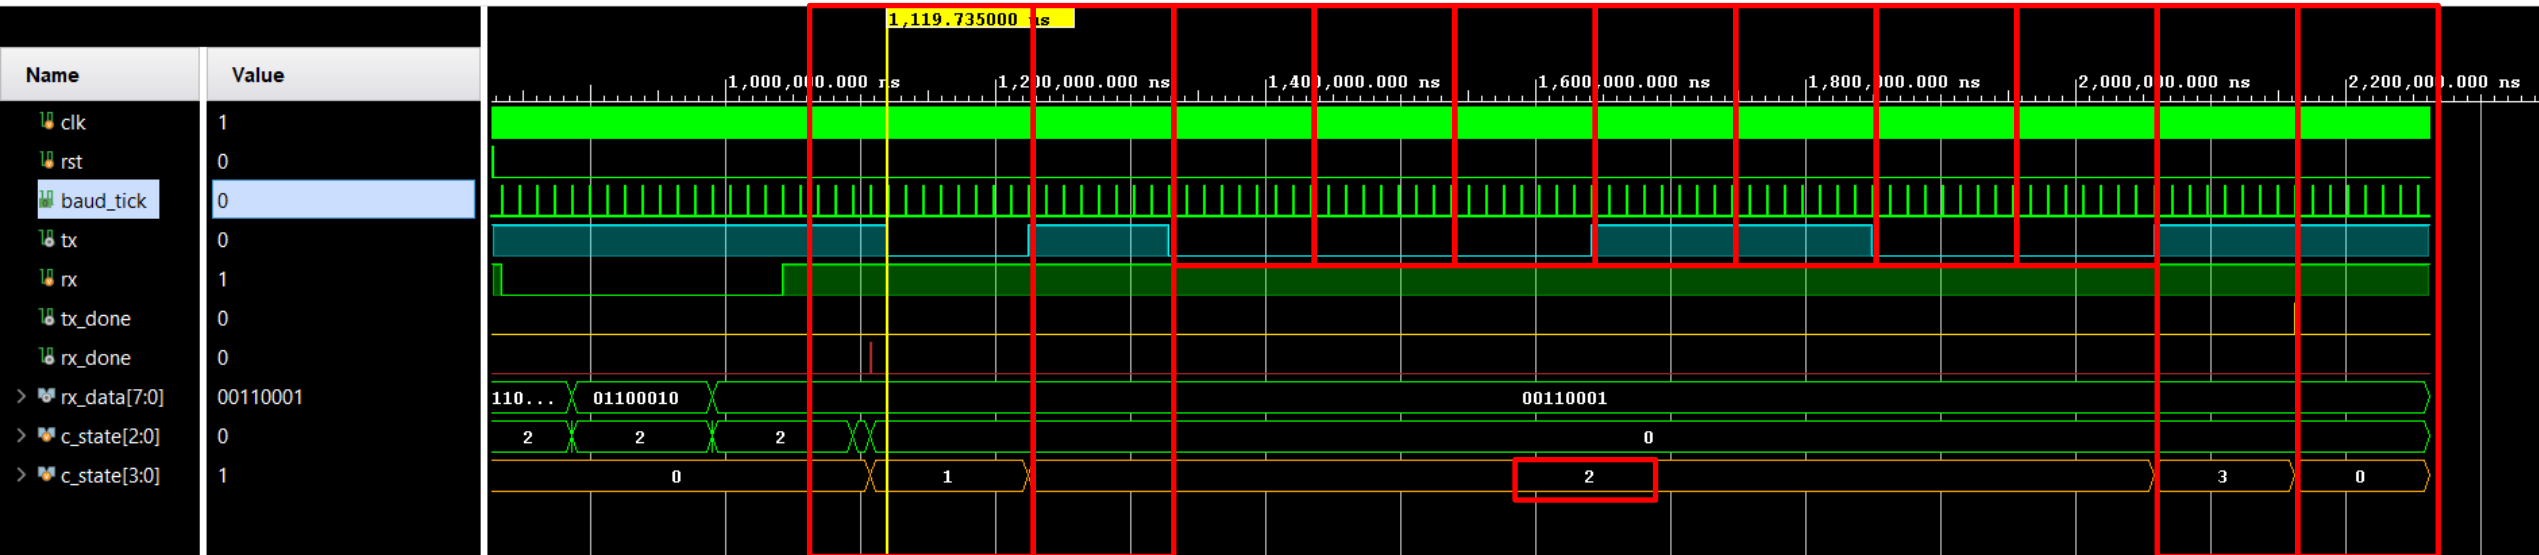 1,119.735000 ns
Name Value
1,000,000.000 ns 1,200,000.000 ns 1,400,000.000 ns 1,600,000.000 ns 1,800,000.000 ns 2,000,000.000 ns 2,200,000.000 ns
clk 1
rst 0
baud_tick 0
tx 0
rx 1
tx_done 0
rx_done 0
rx_data[7:0] 00110001 110... 01100010 00110001
c_state[2:0] 0 2 2 2 0
c_state[3:0] 1 0 1 2 3 0